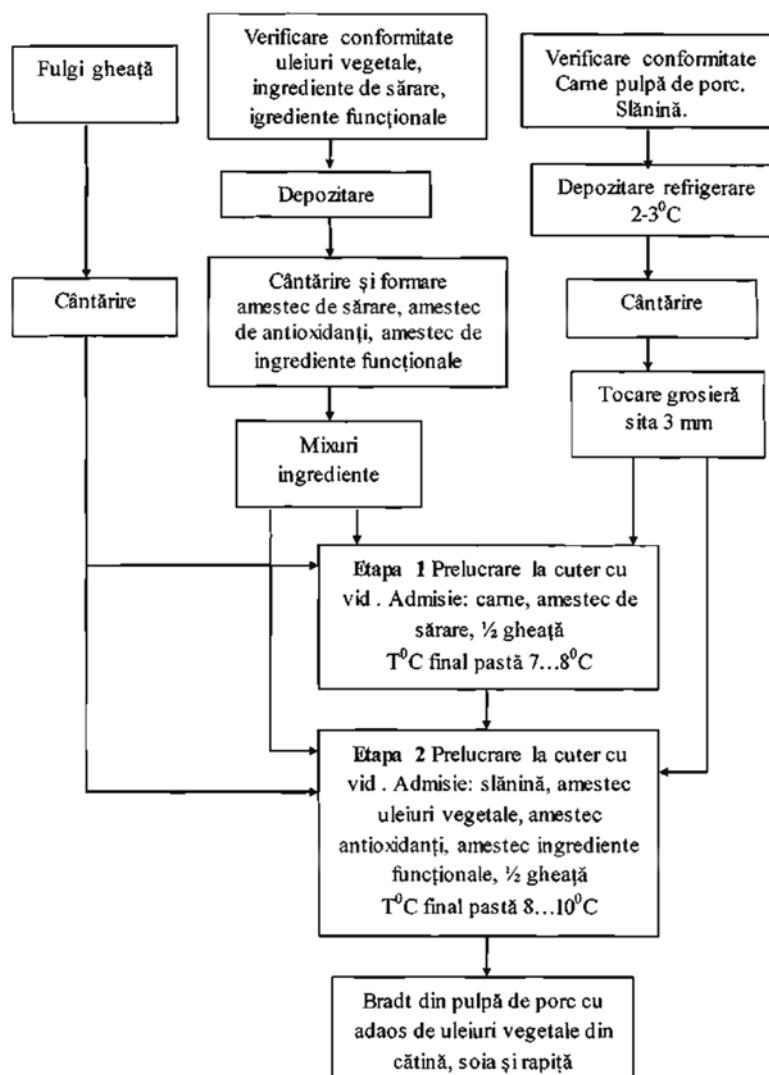 Fulgi gheață
Cântărire
Verificare conformitate
uleiuri vegetale,
ingrediente de sărare,
igrediente funcționale
Depozitare
Cântărire și formare
amestec de sărare, amestec
de antioxidanți, amestec de
ingrediente funcționale
Mixuri
ingrediente
Verificare conformitate
Carne pulpă de porc.
Slănină.
Depozitare refrigerare
2-3⁰C
Cântărire
Tocare grosieră
sita 3 mm
Etapa 1 Prelucrare la cuter cu
vid . Admisie: carne, amestec de
sărare, ½ gheață
T⁰C final pastă 7…8⁰C
Etapa 2 Prelucrare la cuter cu
vid . Admisie: slănină, amestec
uleiuri vegetale, amestec
antioxidanți, amestec ingrediente
funcționale, ½ gheață
T⁰C final pastă 8…10⁰C
Bradt din pulpă de porc cu
adaos de uleiuri vegetale din
cătină, soia și rapiță